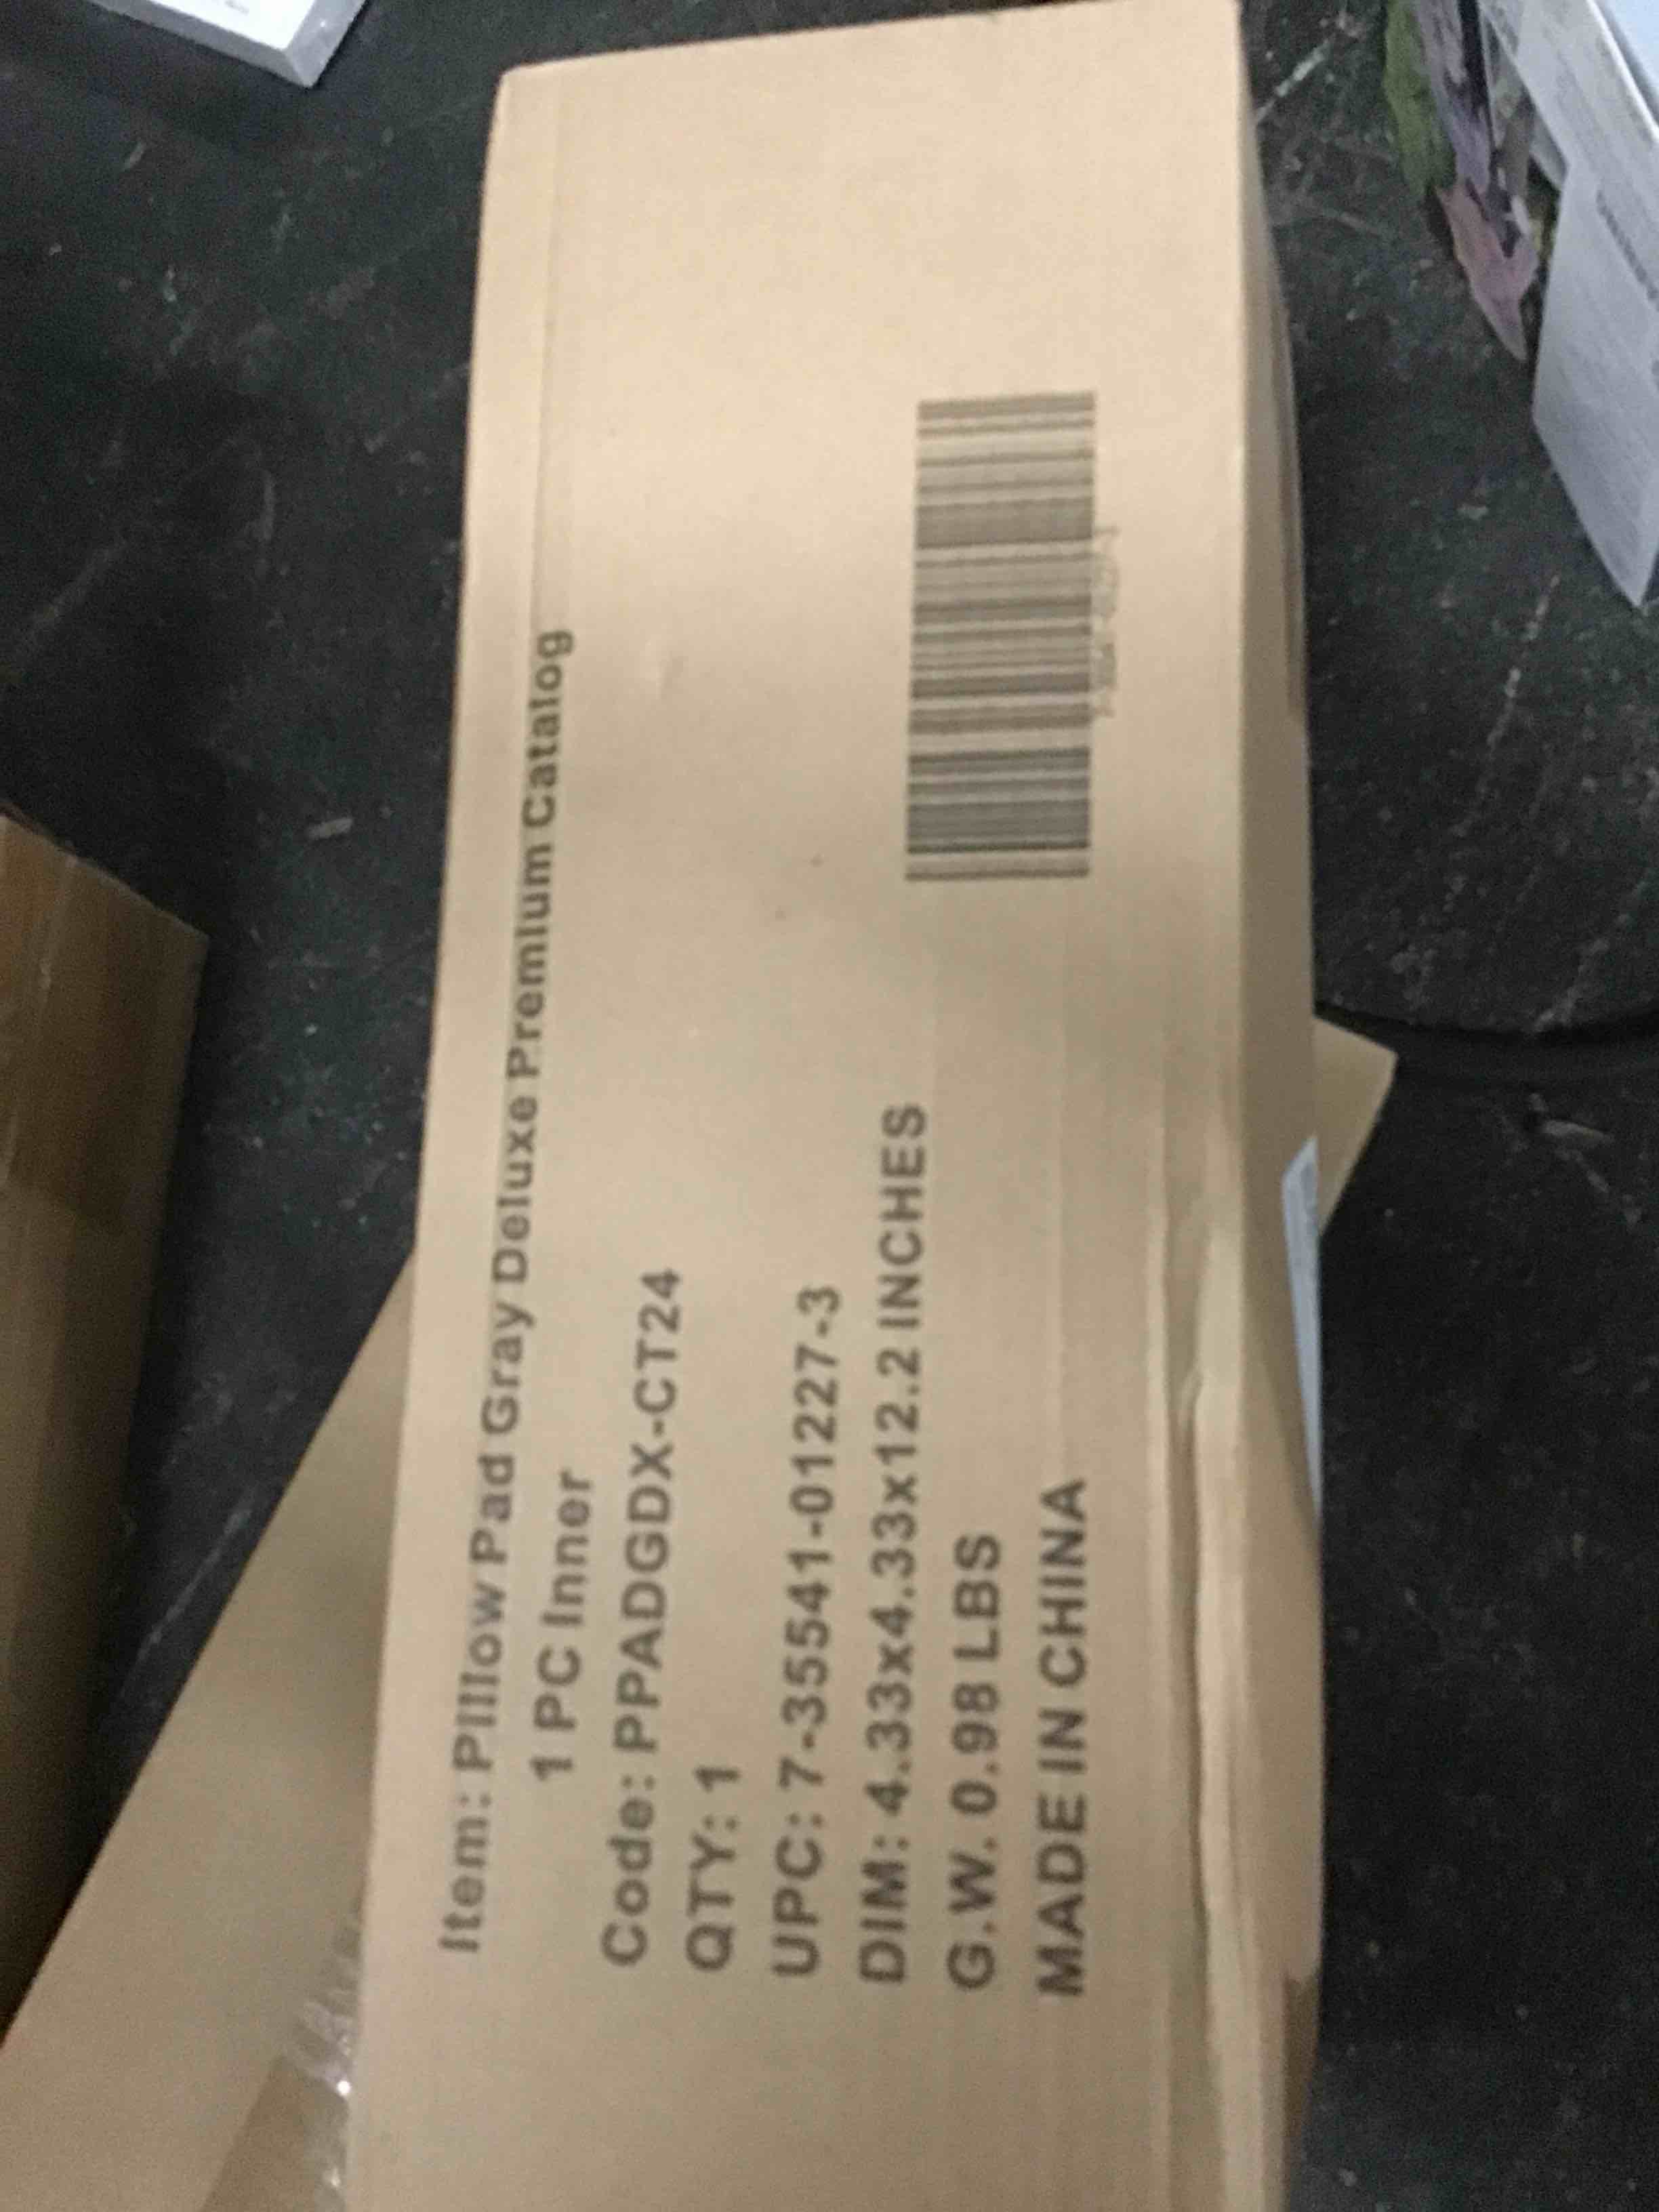 Item: Pillow Pad Gray Deluxe Premium Catalog
1 PC Inner
Code: PPADGDX-CT24
QTY: 1
UPC: 7-35541-01227-3
DIM: 4.33x4.33x12.2 INCHES
G.W. 0.98 LBS
MADE IN CHINA